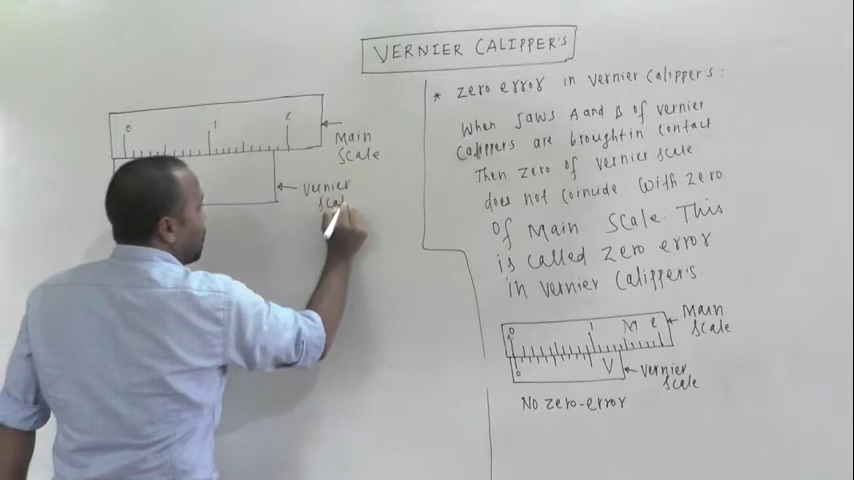 VERNIER CALIPPER'S
* zero error in vernier calippers:
When Jaws A and B of vernier
Calippers are brought in contact
Then zero of vernier scale
does not coincide with zero
of Main Scale. This
is called zero error
in vernier calippers.
0 1 2
Main
Scale
vernier
scal
0 1 M 2
Main
Scale
0 V
vernier
scale
No zero-error